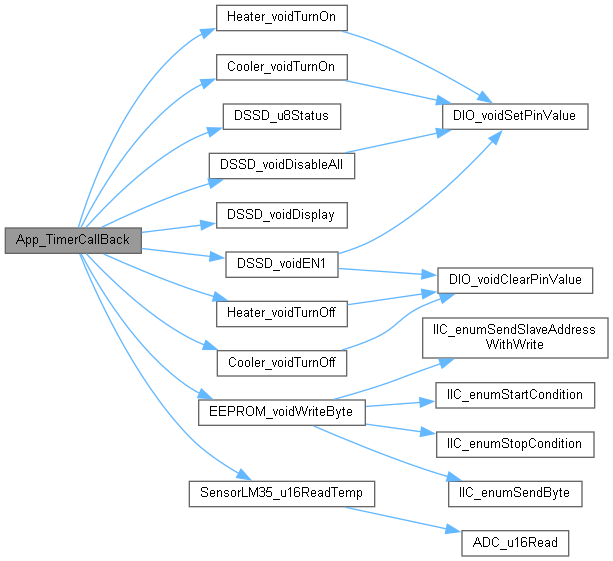 App_TimerCallBack
Heater_voidTurnOn
Cooler_voidTurnOn
DSSD_u8Status
DSSD_voidDisableAll
DSSD_voidDisplay
DSSD_voidEN1
Heater_voidTurnOff
Cooler_voidTurnOff
EEPROM_voidWriteByte
SensorLM35_u16ReadTemp
DIO_voidSetPinValue
DIO_voidClearPinValue
IIC_enumSendSlaveAddress
WithWrite
IIC_enumStartCondition
IIC_enumStopCondition
IIC_enumSendByte
ADC_u16Read